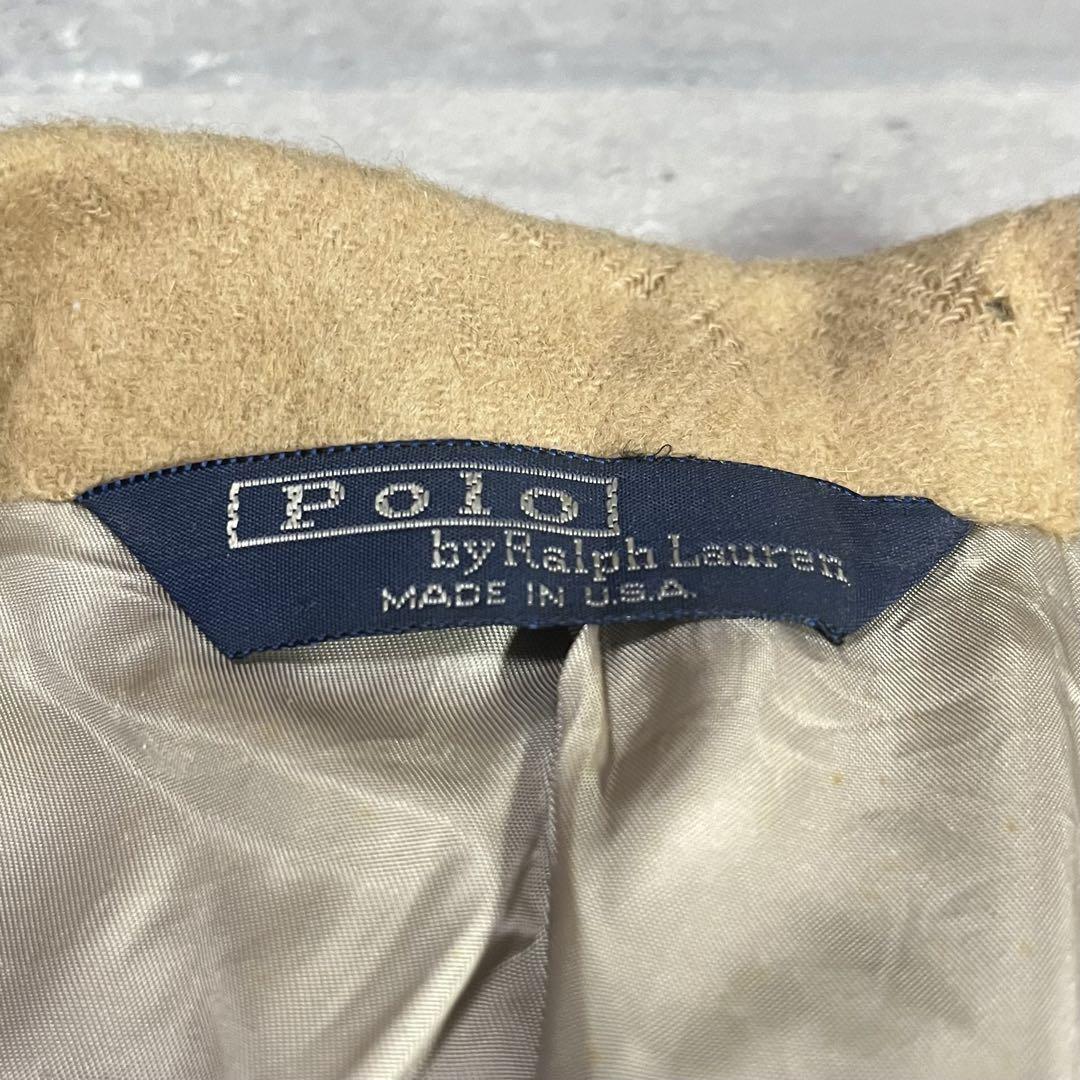 Polo
by Ralph Lauren
MADE IN U.S.A.